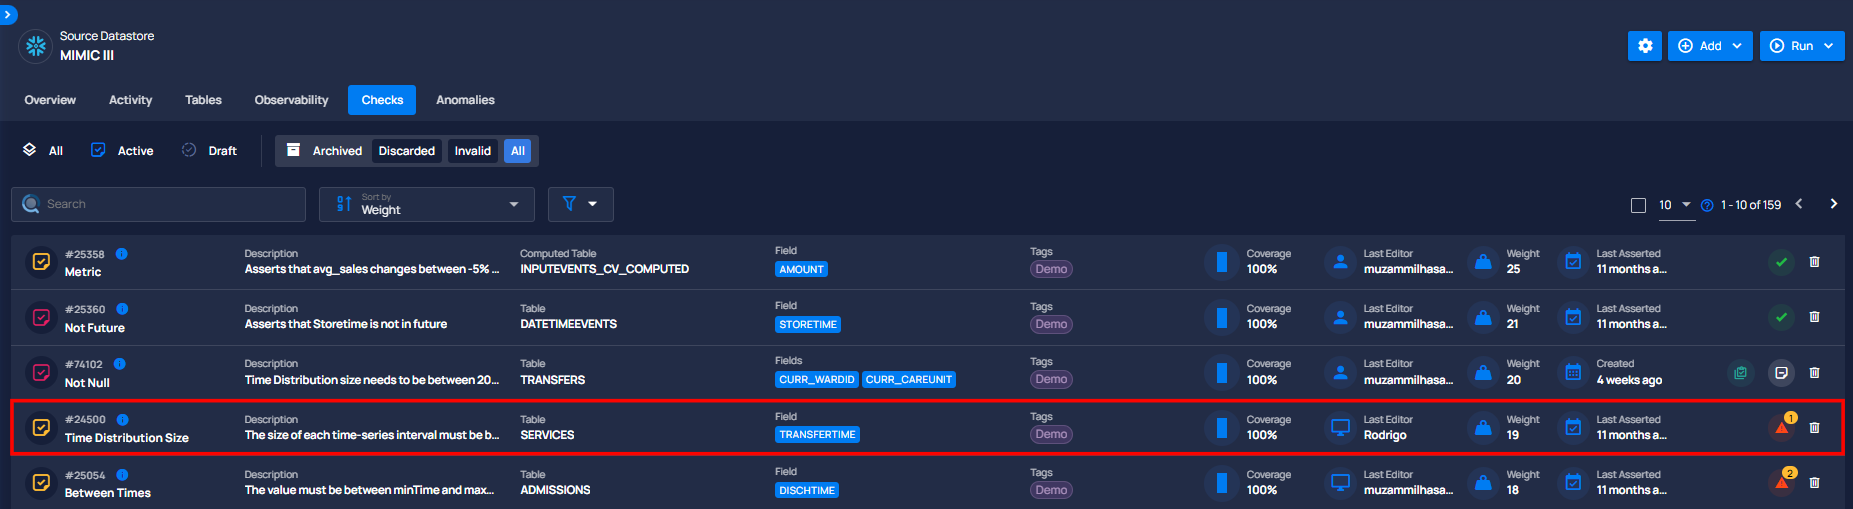 Source Datastore
MIMIC III
Add
Run
Overview Activity Tables Observability Checks Anomalies
All Active Draft Archived Discarded Invalid All
Search
Sort by
Weight
10 1 - 10 of 159
#25358 Description Computed Table Field Tags Coverage Last Editor Weight Last Asserted
Metric Asserts that avg_sales changes between -5% ... INPUTEVENTS_CV_COMPUTED AMOUNT Demo 100% muzammilhasa... 25 11 months a...
#25360 Description Table Field Tags Coverage Last Editor Weight Last Asserted
Not Future Asserts that Storetime is not in future DATETIMEEVENTS STORETIME Demo 100% muzammilhasa... 21 11 months a...
#74102 Description Table Fields Tags Coverage Last Editor Weight Created
Not Null Time Distribution size needs to be between 20... TRANSFERS CURR_WARDID CURR_CAREUNIT Demo 100% muzammilhasa... 20 4 weeks ago
#24500 Description Table Field Tags Coverage Last Editor Weight Last Asserted 1
Time Distribution Size The size of each time-series interval must be b... SERVICES TRANSFERTIME Demo 100% Rodrigo 19 11 months a...
#25054 Description Table Field Tags Coverage Last Editor Weight Last Asserted 2
Between Times The value must be between minTime and max... ADMISSIONS DISCHTIME Demo 100% muzammilhasa... 18 11 months a...